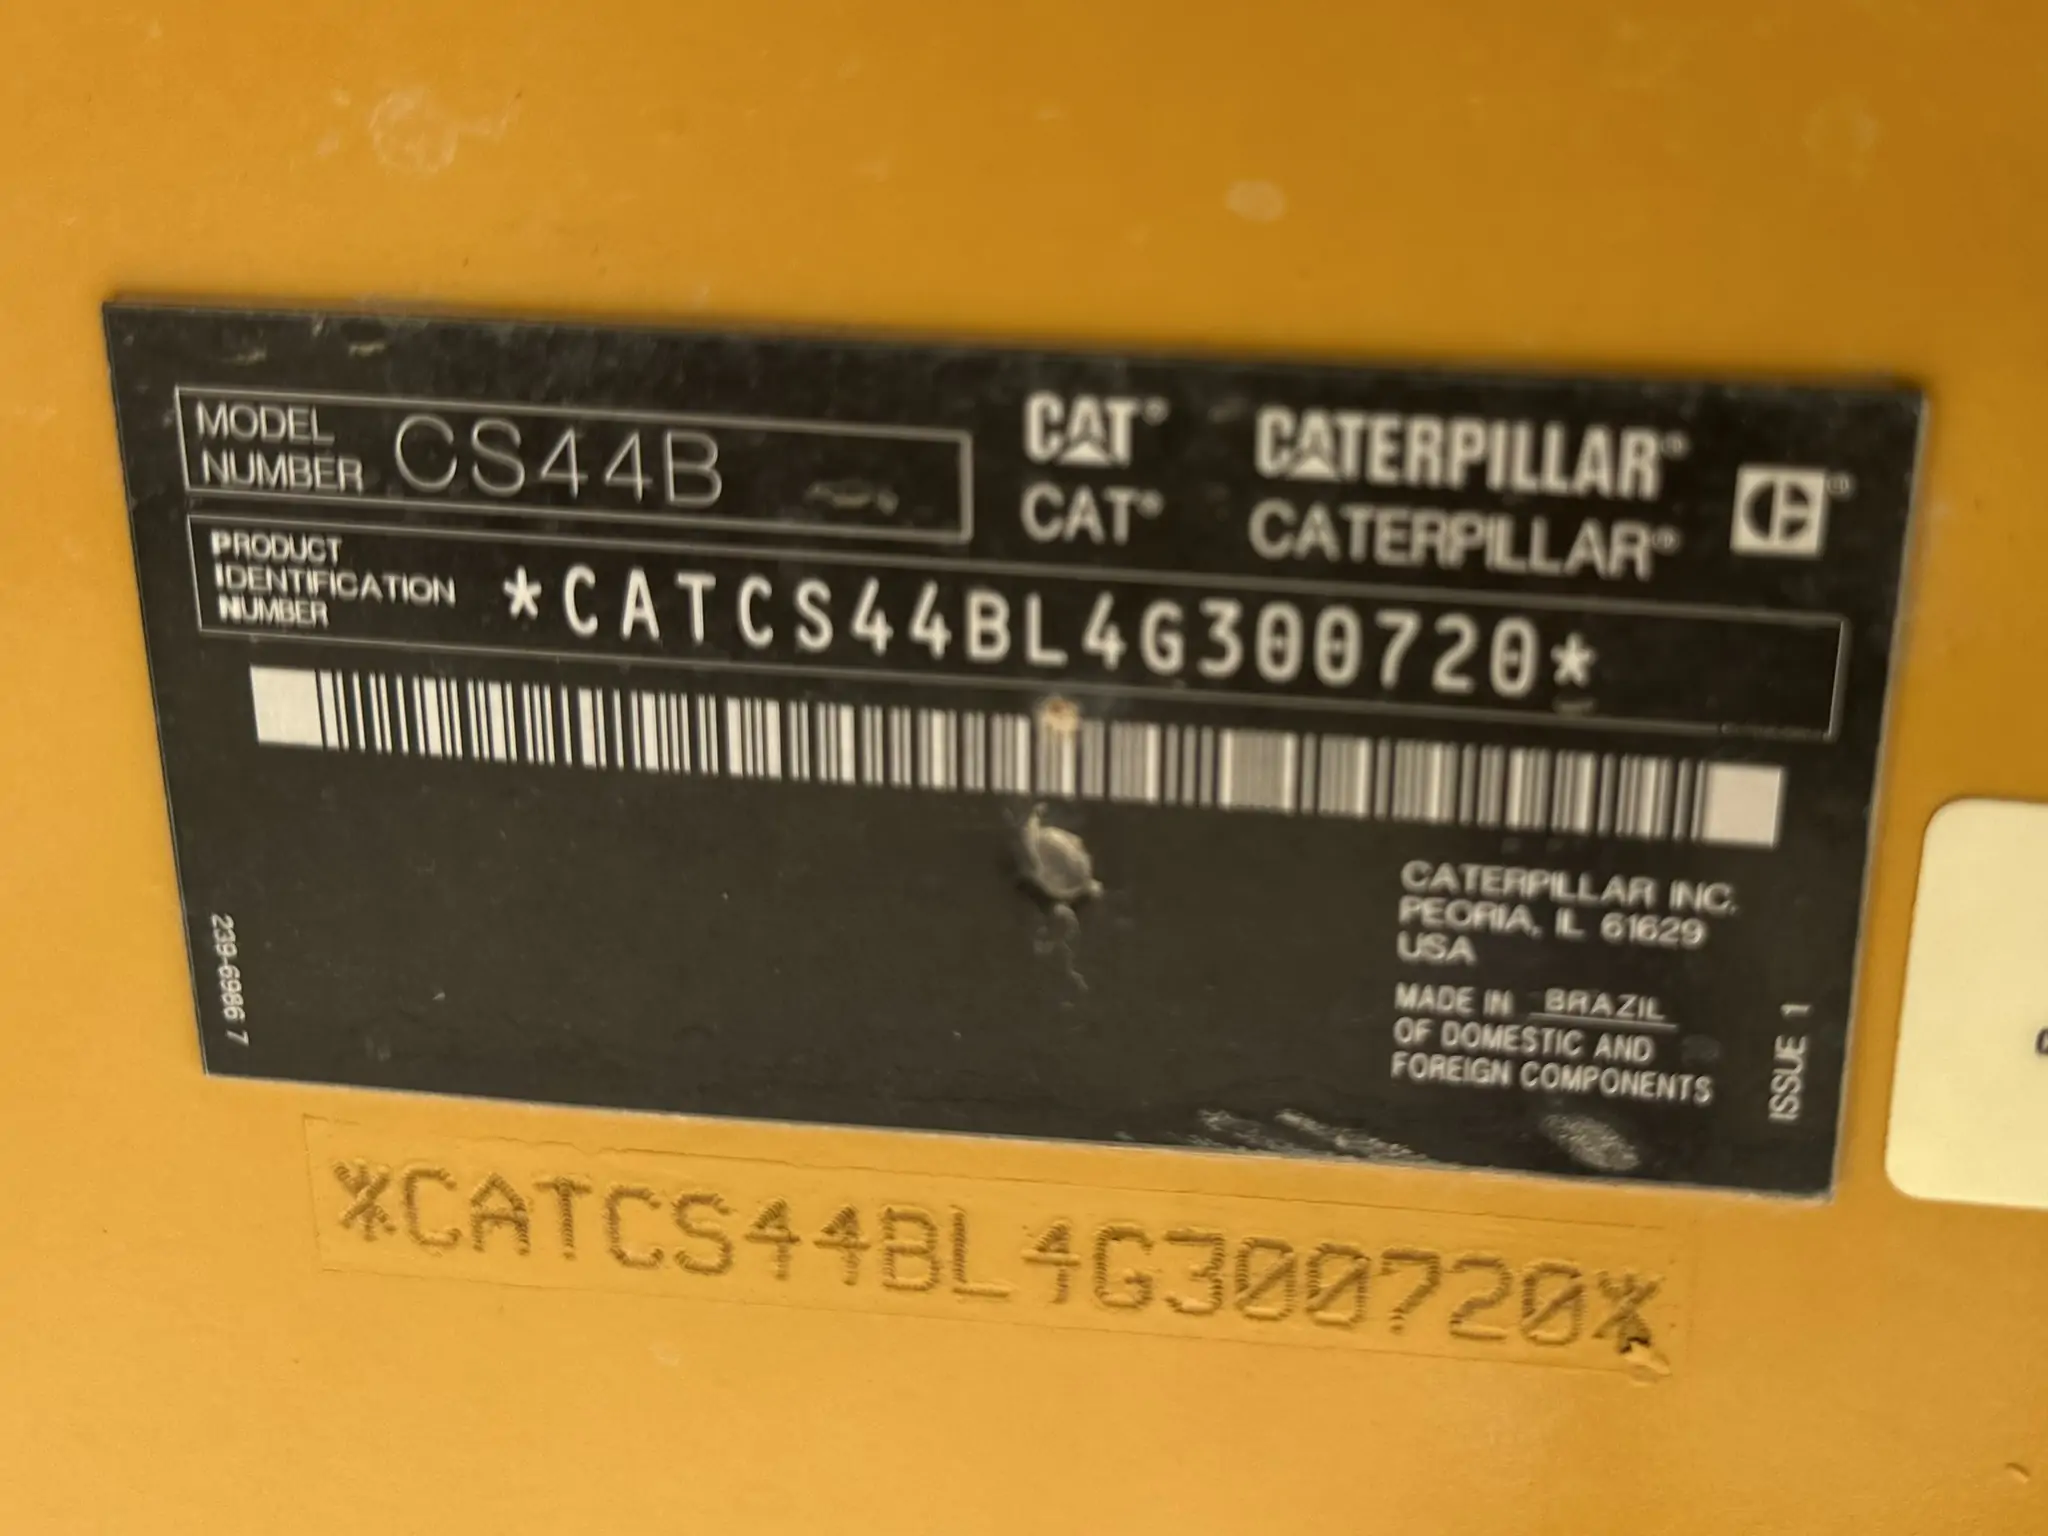 MODEL
NUMBER CS44B
CAT® CATERPILLAR®
CAT® CATERPILLAR®
PRODUCT
IDENTIFICATION
NUMBER
*CATCS44BL4G300720*
CATERPILLAR INC.
PEORIA, IL 61629
USA
MADE IN BRAZIL
OF DOMESTIC AND
FOREIGN COMPONENTS
ISSUE 1
239-6986 7
*CATCS44BL4G300720*